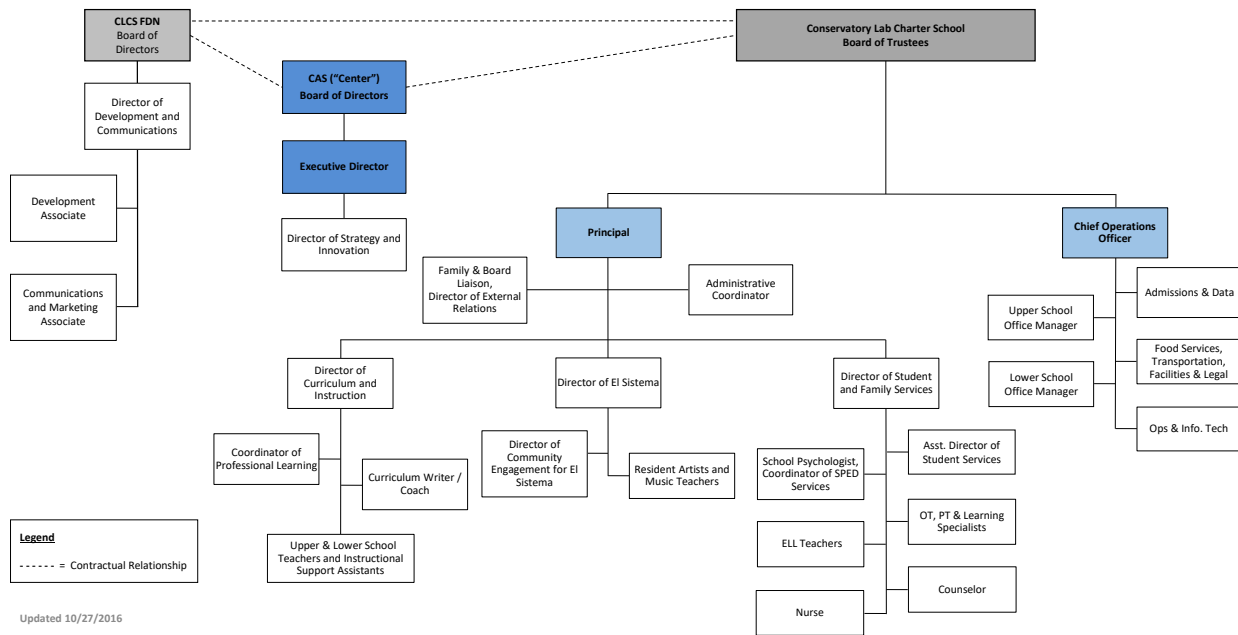 CLCS FDN
Board of
Directors
Conservatory Lab Charter School
Board of Trustees
CAS ("Center")
Board of Directors
Director of
Development and
Communications
Executive Director
Development
Associate
Director of Strategy and
Innovation
Principal
Chief Operations
Officer
Communications
and Marketing
Associate
Family & Board
Liaison,
Director of External
Relations
Administrative
Coordinator
Admissions & Data
Upper School
Office Manager
Food Services,
Transportation,
Facilities & Legal
Lower School
Office Manager
Ops & Info. Tech
Director of
Curriculum and
Instruction
Director of El Sistema
Director of Student
and Family Services
Coordinator of
Professional Learning
Curriculum Writer /
Coach
Upper & Lower School
Teachers and Instructional
Support Assistants
Director of
Community
Engagement for El
Sistema
Resident Artists and
Music Teachers
School Psychologist,
Coordinator of SPED
Services
Asst. Director of
Student Services
OT, PT & Learning
Specialists
ELL Teachers
Counselor
Nurse
Legend
------ = Contractual Relationship
Updated 10/27/2016